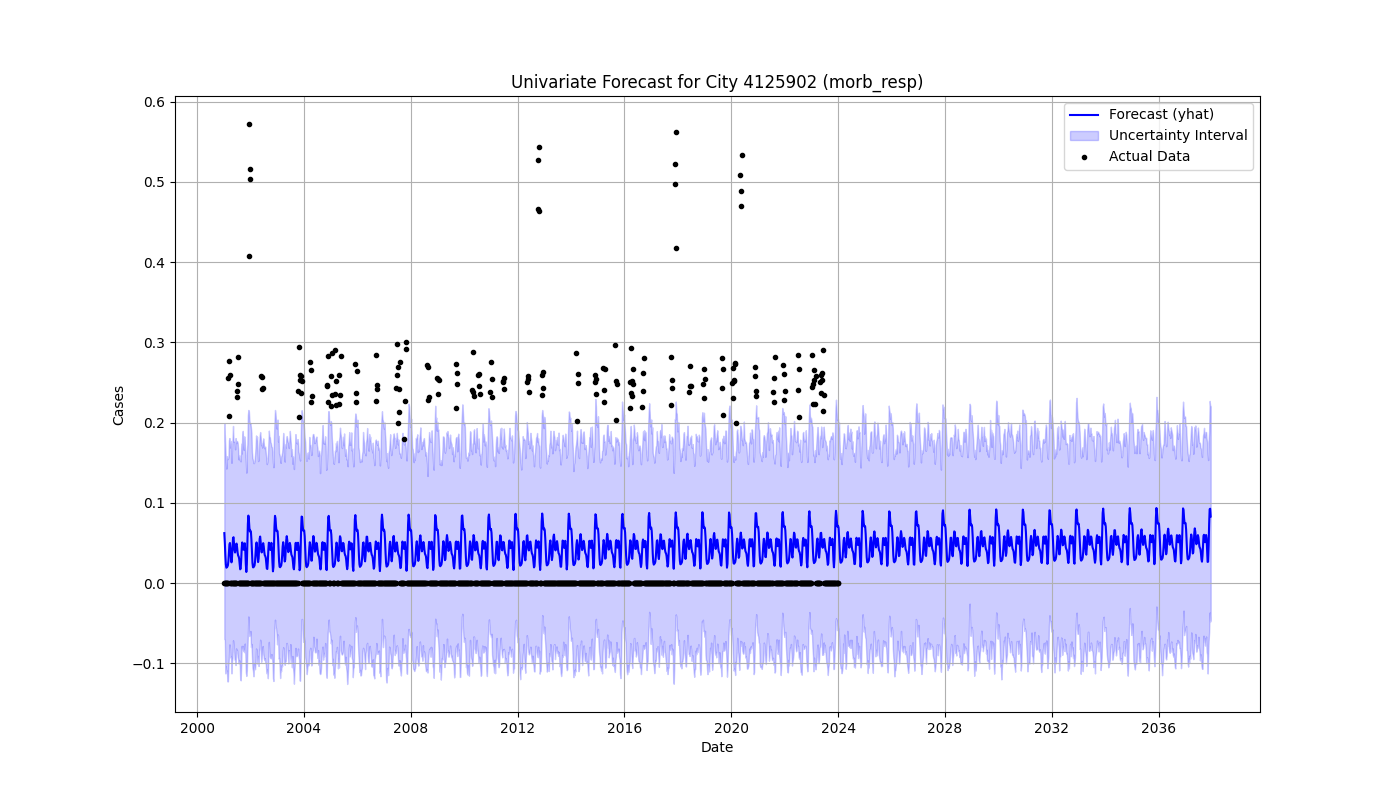 Univariate Forecast for City 4125902 (morb_resp)
Forecast (yhat)
Uncertainty Interval
Actual Data
Cases
0.6
0.5
0.4
0.3
0.2
0.1
0.0
−0.1
2000 2004 2008 2012 2016 2020 2024 2028 2032 2036
Date